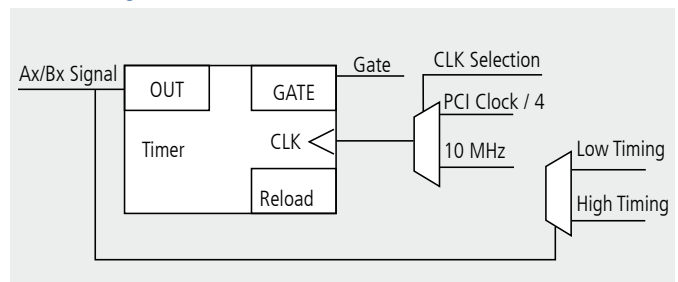 Ax/Bx Signal
OUT
GATE
Gate
CLK Selection
PCI Clock / 4
Timer
CLK
10 MHz
Low Timing
Reload
High Timing